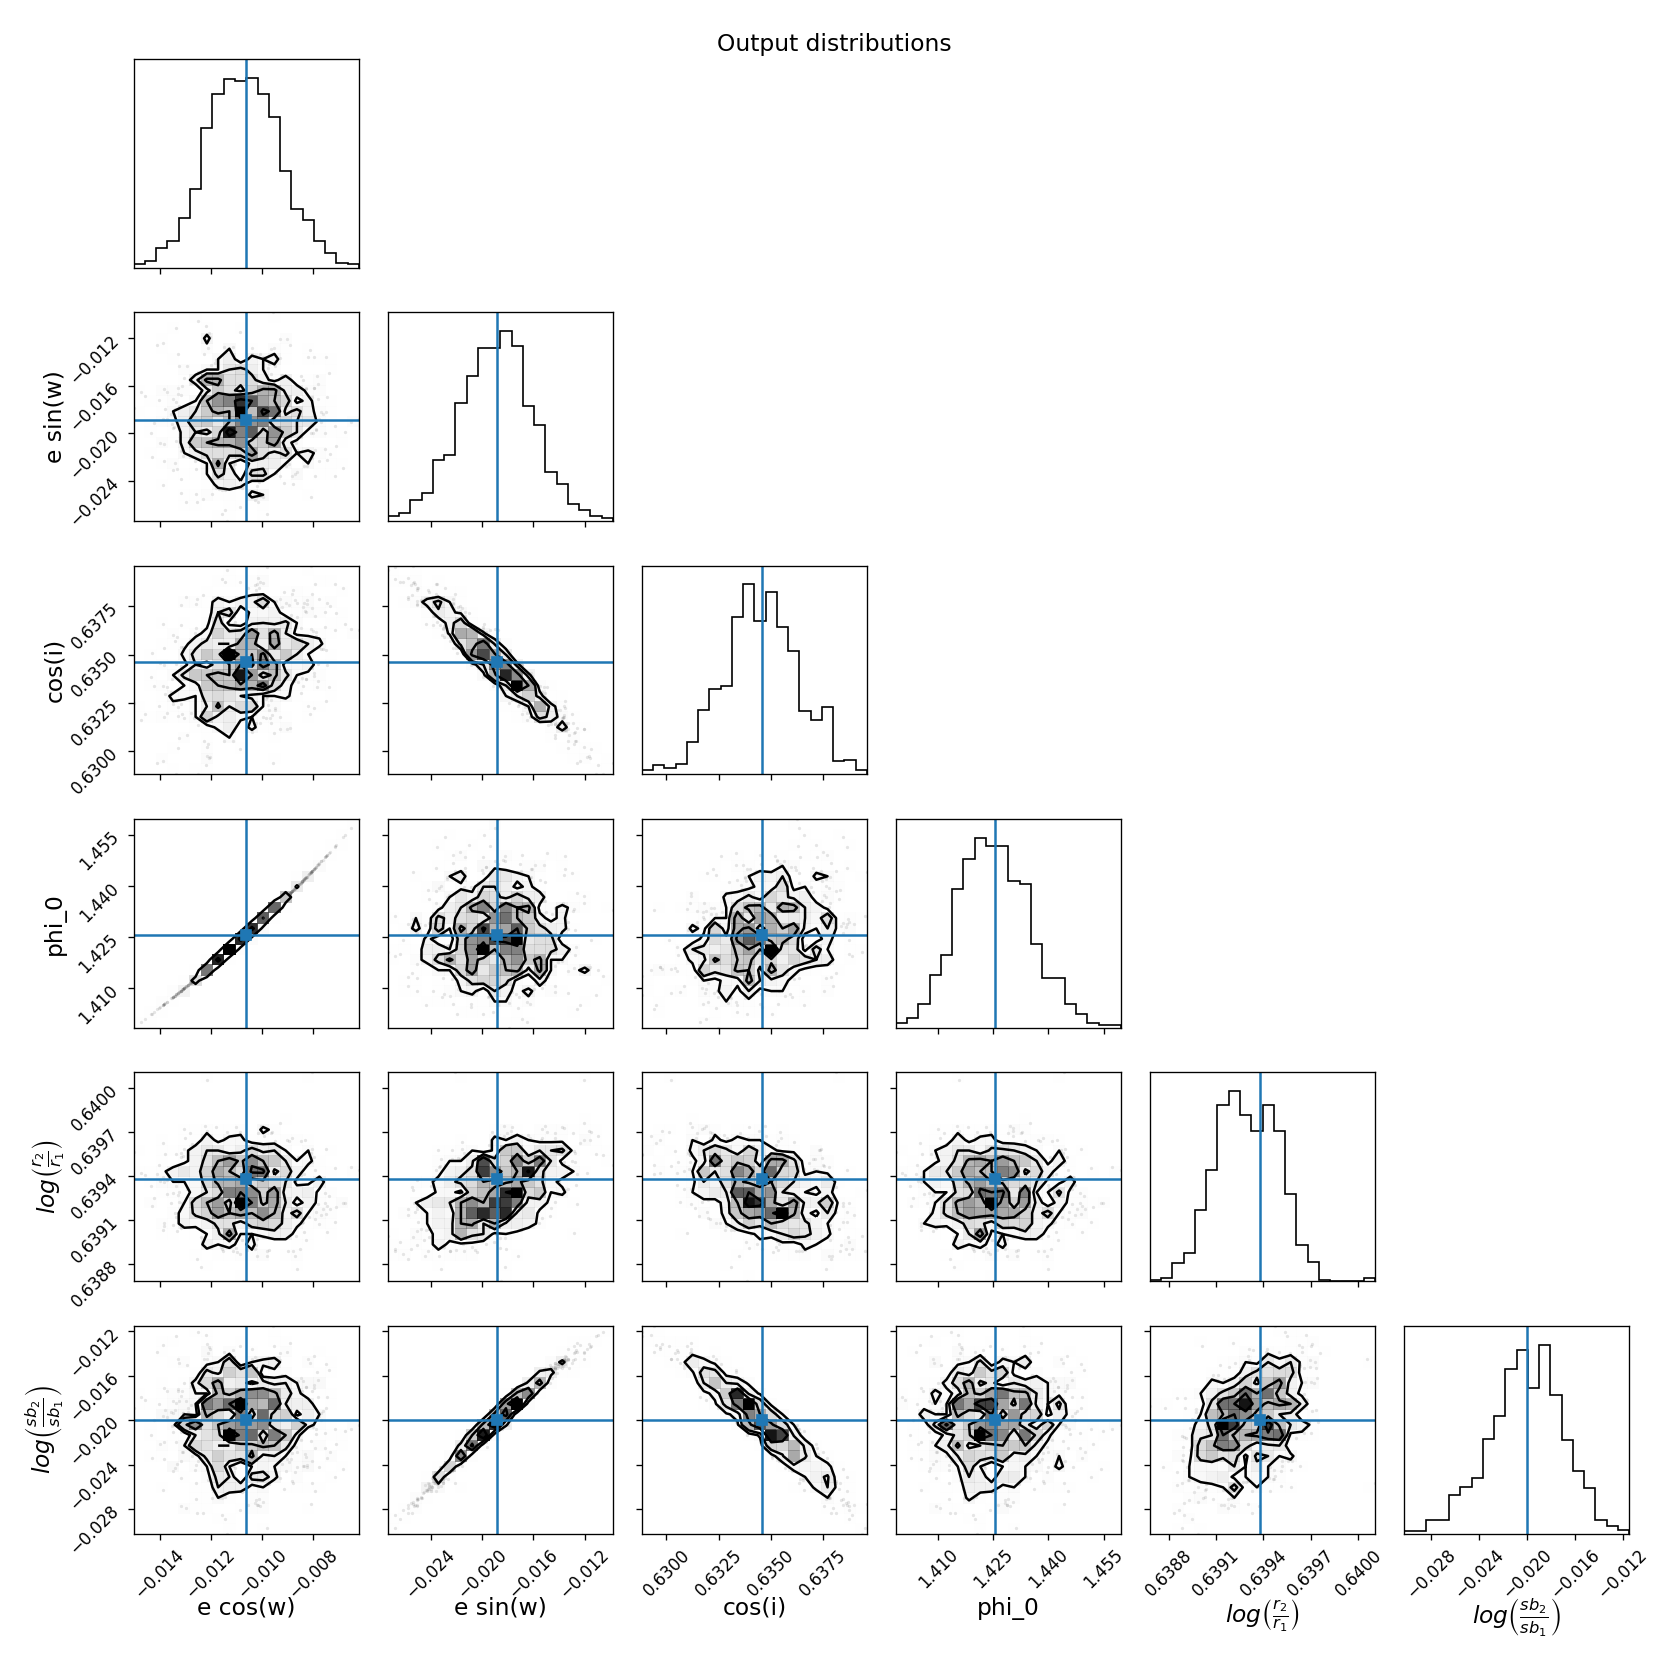 Output distributions
e sin(w)
−0.012
−0.016
−0.020
−0.024
cos(i)
0.6375
0.6350
0.6325
0.6300
phi_0
1.455
1.440
1.425
1.410
log(r₂/r₁)
0.6400
0.6397
0.6394
0.6391
0.6388
log(sb₂/sb₁)
−0.012
−0.016
−0.020
−0.024
−0.028
−0.014 −0.012 −0.010 −0.008
−0.024 −0.020 −0.016 −0.012
0.6300 0.6325 0.6350 0.6375
1.410 1.425 1.440 1.455
0.6388 0.6391 0.6394 0.6397 0.6400
−0.028 −0.024 −0.020 −0.016 −0.012
e cos(w)
e sin(w)
cos(i)
phi_0
log(r₂/r₁)
log(sb₂/sb₁)